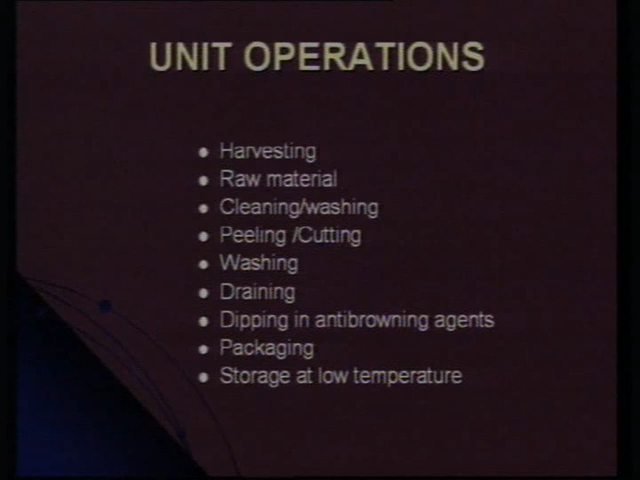 UNIT OPERATIONS
● Harvesting
● Raw material
● Cleaning/washing
● Peeling /Cutting
● Washing
● Draining
● Dipping in antibrowning agents
● Packaging
● Storage at low temperature